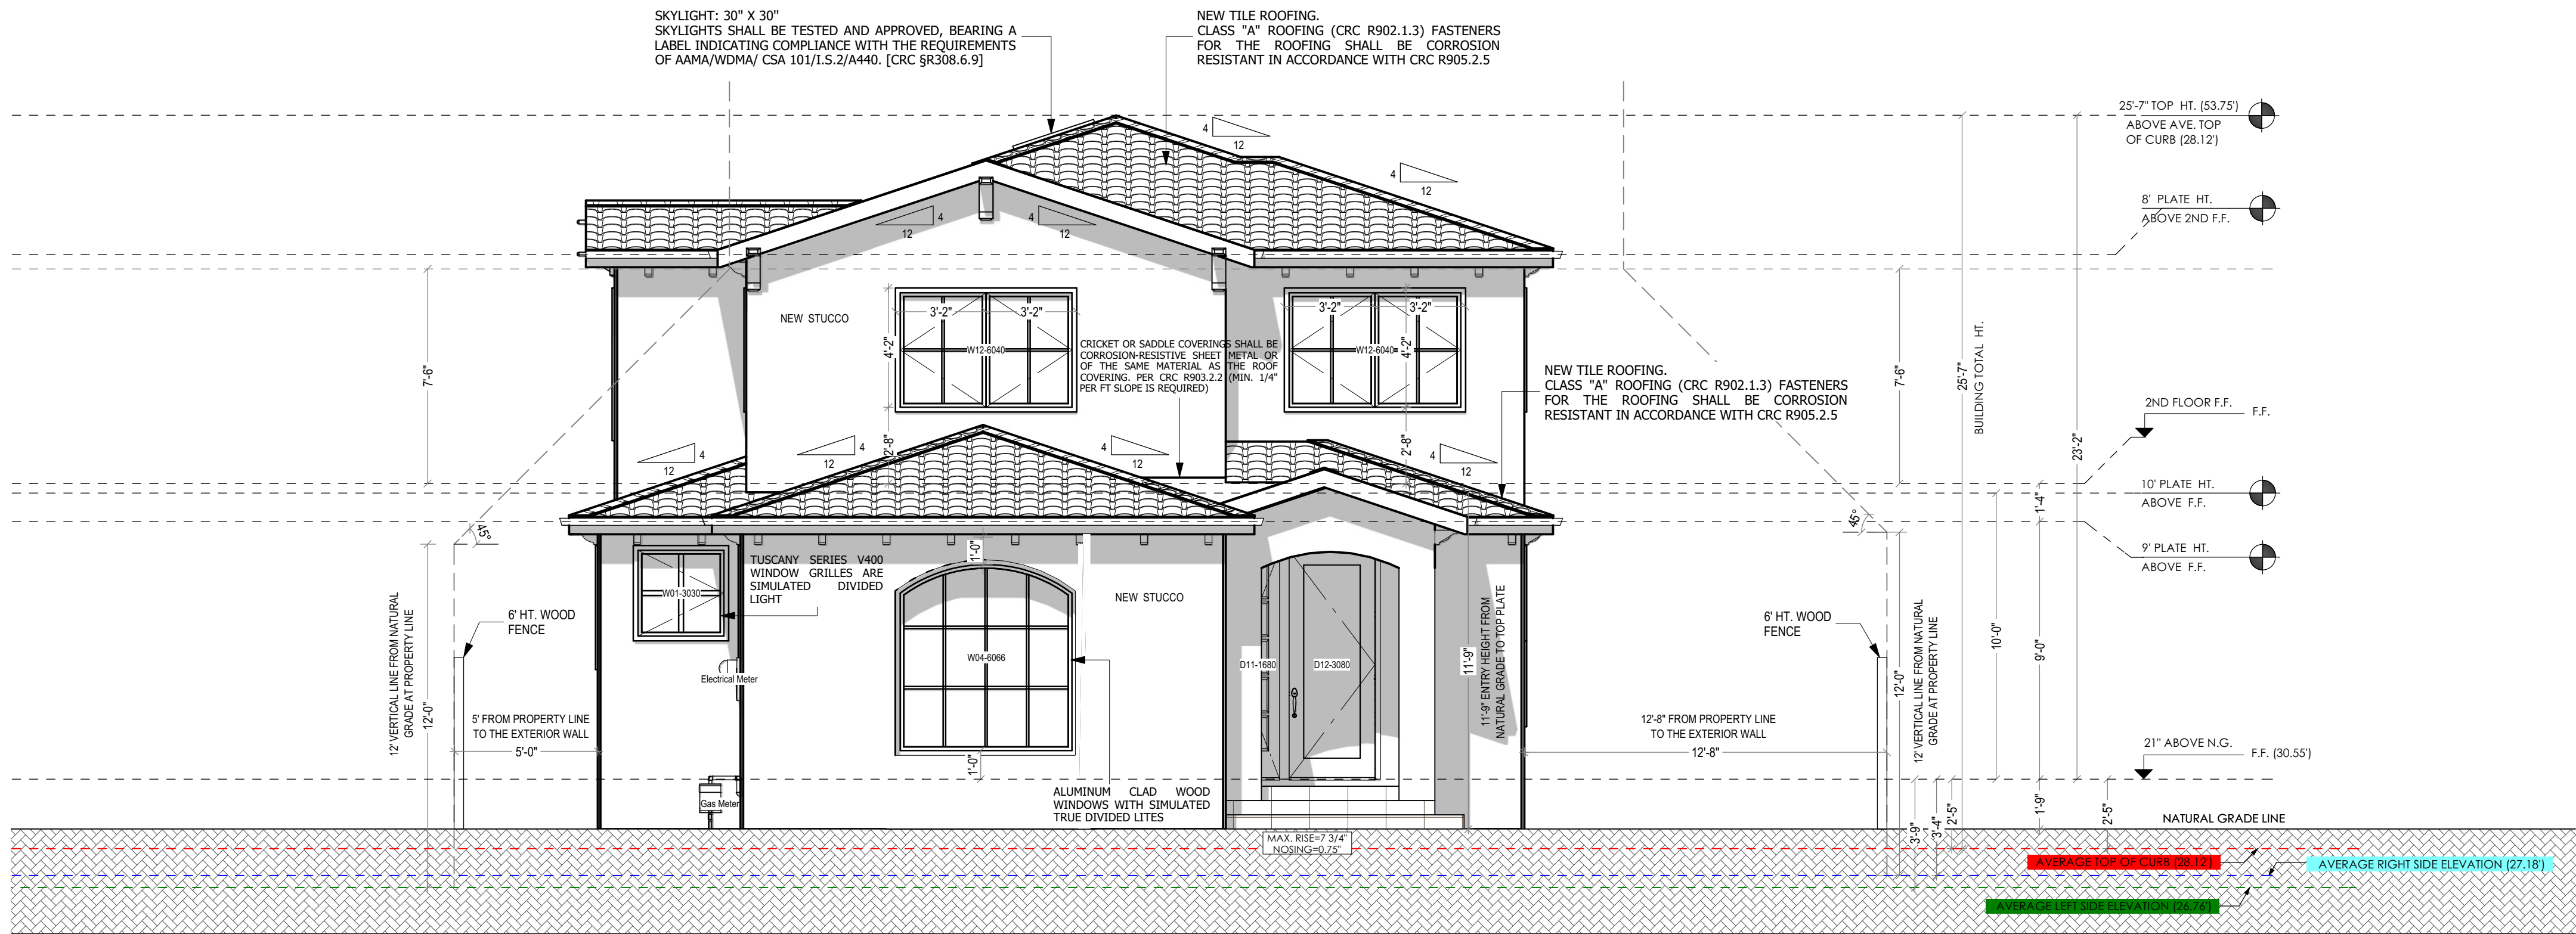 SKYLIGHT: 30" X 30"
SKYLIGHTS SHALL BE TESTED AND APPROVED, BEARING A
LABEL INDICATING COMPLIANCE WITH THE REQUIREMENTS
OF AAMA/WDMA/ CSA 101/I.S.2/A440. [CRC §R308.6.9]
NEW TILE ROOFING.
CLASS "A" ROOFING (CRC R902.1.3) FASTENERS
FOR THE ROOFING SHALL BE CORROSION
RESISTANT IN ACCORDANCE WITH CRC R905.2.5
25'-7" TOP HT. (53.75')
ABOVE AVE. TOP
OF CURB (28.12')
4
12
4
12
8' PLATE HT.
ABOVE 2ND F.F.
4
12
4
12
NEW STUCCO
3'-2"
3'-2"
4'-2"
W12-6040
3'-2"
3'-2"
4'-2"
W12-6040
CRICKET OR SADDLE COVERINGS SHALL BE
CORROSION-RESISTIVE SHEET METAL OR
OF THE SAME MATERIAL AS THE ROOF
COVERING. PER CRC R903.2.2 (MIN. 1/4"
PER FT SLOPE IS REQUIRED)
NEW TILE ROOFING.
CLASS "A" ROOFING (CRC R902.1.3) FASTENERS
FOR THE ROOFING SHALL BE CORROSION
RESISTANT IN ACCORDANCE WITH CRC R905.2.5
7'-6"
7'-6"
25'-7"
BUILDING TOTAL HT.
23'-2"
2ND FLOOR F.F.
F.F.
4
12
4
12
2'-8"
4
12
2'-8"
4
12
10' PLATE HT.
ABOVE F.F.
1'-4"
45°
45°
9' PLATE HT.
ABOVE F.F.
1'-0"
TUSCANY SERIES V400
WINDOW GRILLES ARE
SIMULATED DIVIDED
LIGHT
W01-3030
NEW STUCCO
6' HT. WOOD
FENCE
6' HT. WOOD
FENCE
12' VERTICAL LINE FROM NATURAL
GRADE AT PROPERTY LINE
12'-0"
W04-6066
D11-1680
D12-3080
11'-9"
11'-9" ENTRY HEIGHT FROM
NATURAL GRADE TO TOP PLATE
12'-0"
12' VERTICAL LINE FROM NATURAL
GRADE AT PROPERTY LINE
10'-0"
9'-0"
Electrical Meter
5' FROM PROPERTY LINE
TO THE EXTERIOR WALL
5'-0"
12'-8" FROM PROPERTY LINE
TO THE EXTERIOR WALL
12'-8"
21" ABOVE N.G.
F.F. (30.55')
1'-0"
Gas Meter
ALUMINUM CLAD WOOD
WINDOWS WITH SIMULATED
TRUE DIVIDED LITES
3'-9"
3'-4"
2'-5"
1'-9"
2'-5"
NATURAL GRADE LINE
MAX. RISE=7 3/4"
NOSING=0.75"
AVERAGE TOP OF CURB (28.12')
AVERAGE RIGHT SIDE ELEVATION (27.18')
AVERAGE LEFT SIDE ELEVATION (26.76')